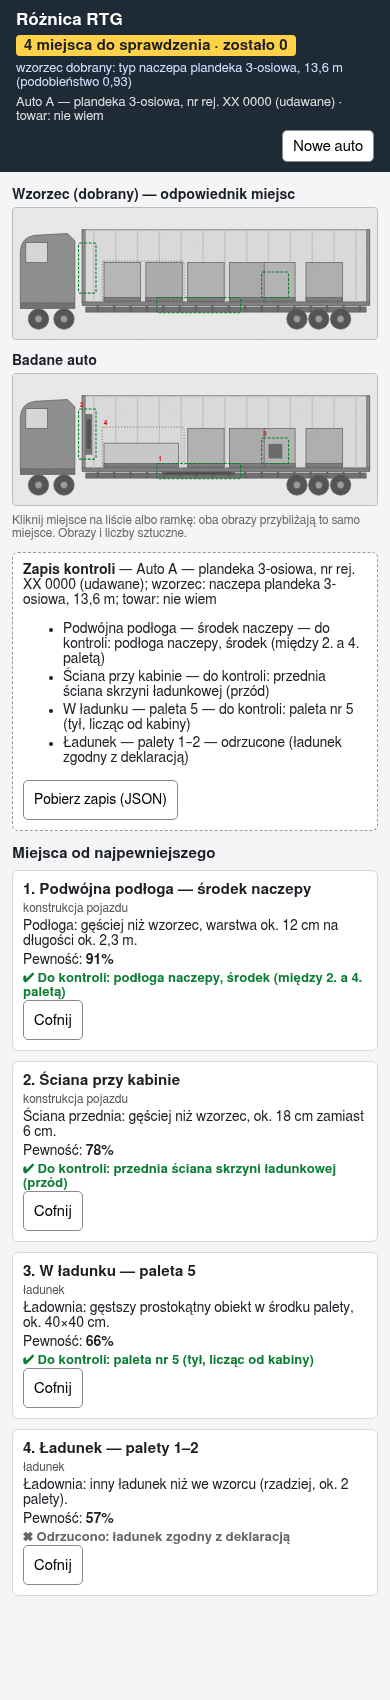 Różnica RTG
4 miejsca do sprawdzenia · zostało 0
wzorzec dobrany: typ naczepa plandeka 3-osiowa, 13,6 m
(podobieństwo 0,93)
Auto A — plandeka 3-osiowa, nr rej. XX 0000 (udawane) ·
towar: nie wiem
Nowe auto
Wzorzec (dobrany) — odpowiednik miejsc
Badane auto
2
4
3
1
Kliknij miejsce na liście albo ramkę: oba obrazy przybliżają to samo
miejsce. Obrazy i liczby sztuczne.
Zapis kontroli — Auto A — plandeka 3-osiowa, nr rej.
XX 0000 (udawane); wzorzec: naczepa plandeka 3-
osiowa, 13,6 m; towar: nie wiem
• Podwójna podłoga — środek naczepy — do
kontroli: podłoga naczepy, środek (między 2. a 4.
paletą)
• Ściana przy kabinie — do kontroli: przednia
ściana skrzyni ładunkowej (przód)
• W ładunku — paleta 5 — do kontroli: paleta nr 5
(tył, licząc od kabiny)
• Ładunek — palety 1–2 — odrzucone (ładunek
zgodny z deklaracją)
Pobierz zapis (JSON)
Miejsca od najpewniejszego
1. Podwójna podłoga — środek naczepy
konstrukcja pojazdu
Podłoga: gęściej niż wzorzec, warstwa ok. 12 cm na
długości ok. 2,3 m.
Pewność: 91%
✔ Do kontroli: podłoga naczepy, środek (między 2. a 4.
paletą)
Cofnij
2. Ściana przy kabinie
konstrukcja pojazdu
Ściana przednia: gęściej niż wzorzec, ok. 18 cm zamiast
6 cm.
Pewność: 78%
✔ Do kontroli: przednia ściana skrzyni ładunkowej
(przód)
Cofnij
3. W ładunku — paleta 5
ładunek
Ładownia: gęstszy prostokątny obiekt w środku palety,
ok. 40×40 cm.
Pewność: 66%
✔ Do kontroli: paleta nr 5 (tył, licząc od kabiny)
Cofnij
4. Ładunek — palety 1–2
ładunek
Ładownia: inny ładunek niż we wzorcu (rzadziej, ok. 2
palety).
Pewność: 57%
✖ Odrzucono: ładunek zgodny z deklaracją
Cofnij